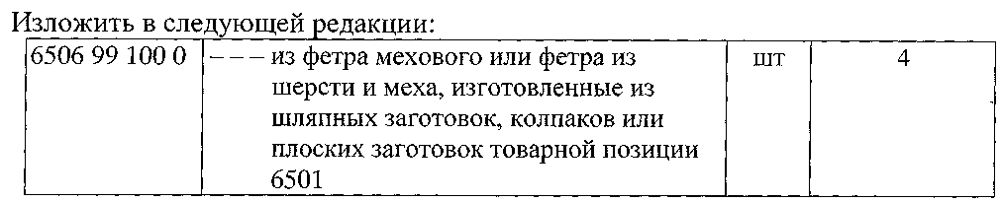 Изложить в следующей редакции:
6506 99 100 0 – – – из фетра мехового или фетра из шт 4
шерсти и меха, изготовленные из
шляпных заготовок, колпаков или
плоских заготовок товарной позиции
6501